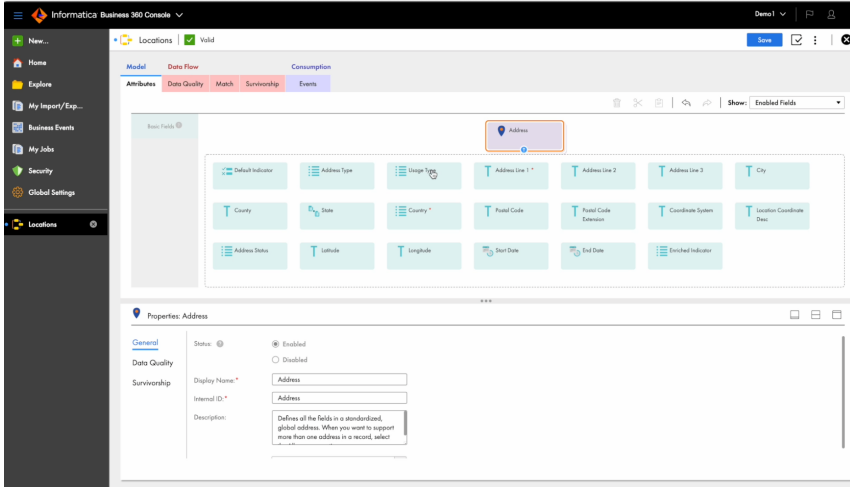 Informatica Business 360 Console
Demo1
New...
Home
Explore
My Import/Exp...
Business Events
My Jobs
Security
Global Settings
Locations
Locations
Valid
Save
Model
Data Flow
Consumption
Attributes
Data Quality
Match
Survivorship
Events
Show: Enabled Fields
Basic Fields
Address
Default Indicator
Address Type
Usage Type
Address Line 1 *
Address Line 2
Address Line 3
City
County
State
Country *
Postal Code
Postal Code
Extension
Coordinate System
Location Coordinate
Desc
Address Status
Latitude
Longitude
Start Date
End Date
Enriched Indicator
Properties: Address
General
Data Quality
Survivorship
Status:
Enabled
Disabled
Display Name:*
Address
Internal ID:*
Address
Description:
Defines all the fields in a standardized,
global address. When you want to support
more than one address in a record, select